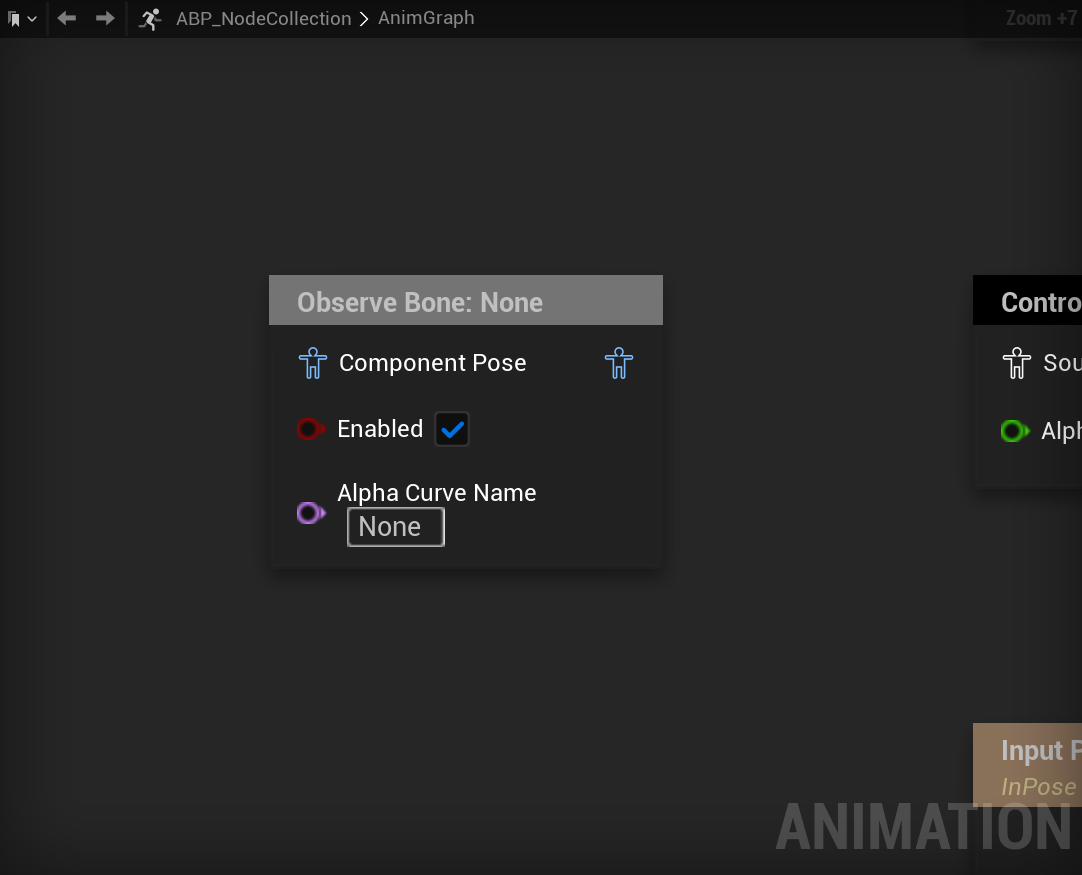 ABP_NodeCollection > AnimGraph
Zoom +7
Observe Bone: None
Component Pose
Enabled
Alpha Curve Name
None
Contro
Sou
Alph
Input P
InPose
ANIMATION